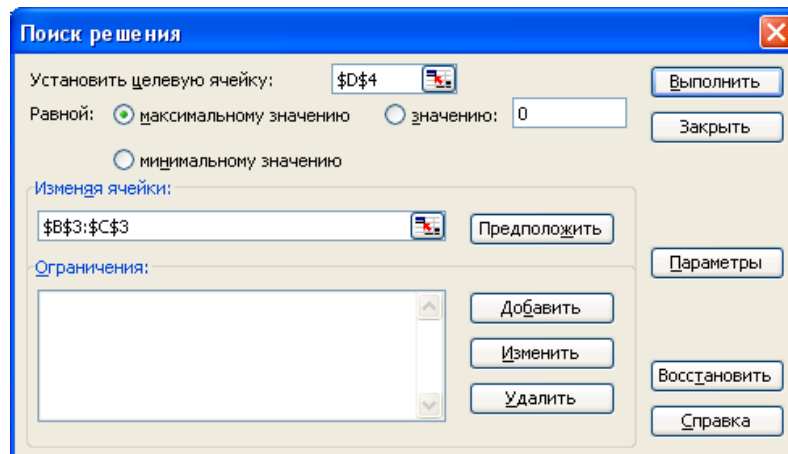 Поиск решения
Установить целевую ячейку: $D$4
Выполнить
Равной: максимальному значению значению: 0
Закрыть
минимальному значению
Изменяя ячейки:
$B$3:$C$3
Предположить
Ограничения:
Параметры
Добавить
Изменить
Восстановить
Удалить
Справка